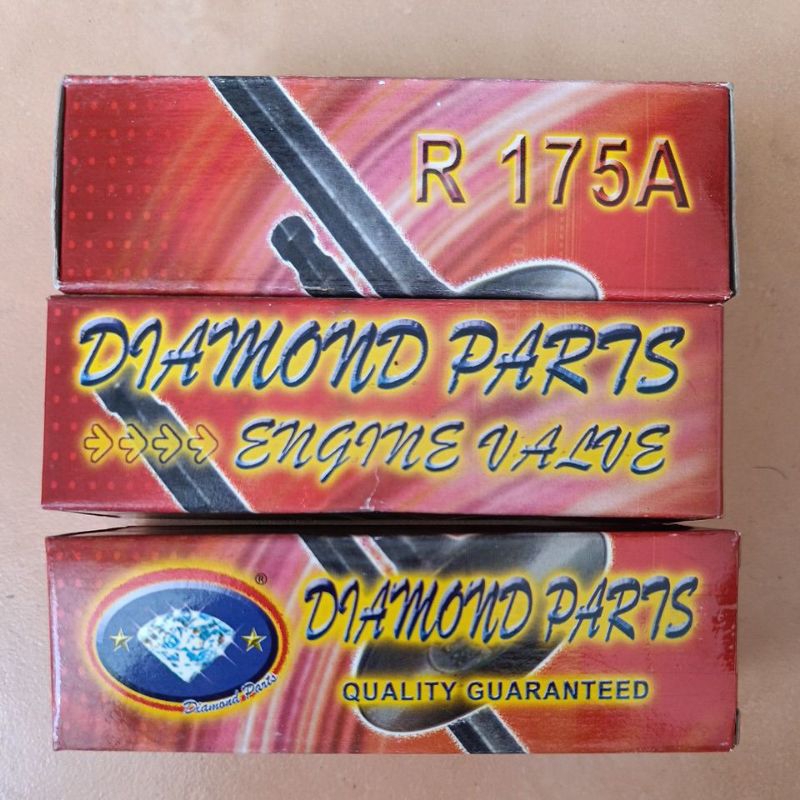 R 175A
DIAMOND PARTS
ENGINE VALVE
®
DIAMOND PARTS
QUALITY GUARANTEED
Diamond Parts